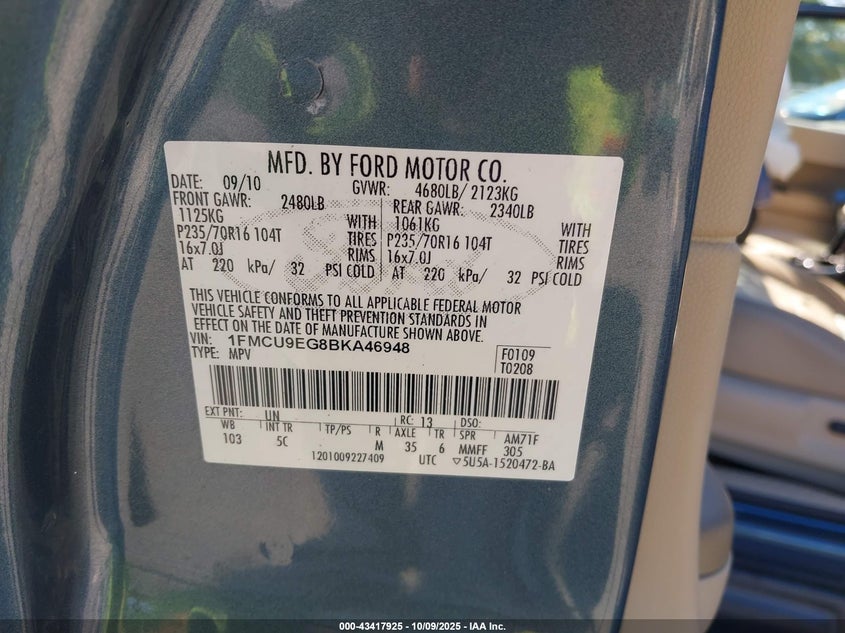 MFD. BY FORD MOTOR CO.
DATE: 09/10 GVWR: 4680LB/ 2123KG
FRONT GAWR: 2480LB REAR GAWR: 2340LB
1125KG WITH 1061KG WITH
P235/70R16 104T TIRES P235/70R16 104T TIRES
16x7.0J RIMS 16x7.0J RIMS
AT 220 kPa/ 32 PSI COLD AT 220 kPa/ 32 PSI COLD
THIS VEHICLE CONFORMS TO ALL APPLICABLE FEDERAL MOTOR
VEHICLE SAFETY AND THEFT PREVENTION STANDARDS IN
EFFECT ON THE DATE OF MANUFACTURE SHOWN ABOVE.
VIN: 1FMCU9EG8BKA46948
TYPE: MPV
F0109
T0208
EXT PNT: UN RC: 13 DSO:
WB INT TR TP/PS R AXLE TR SPR AM71F
103 5C M 35 6 MMFF 305
1201009227409 UTC ▽5U5A-1520472-BA
000-43417925 | 10/09/2025 | IAA Inc.